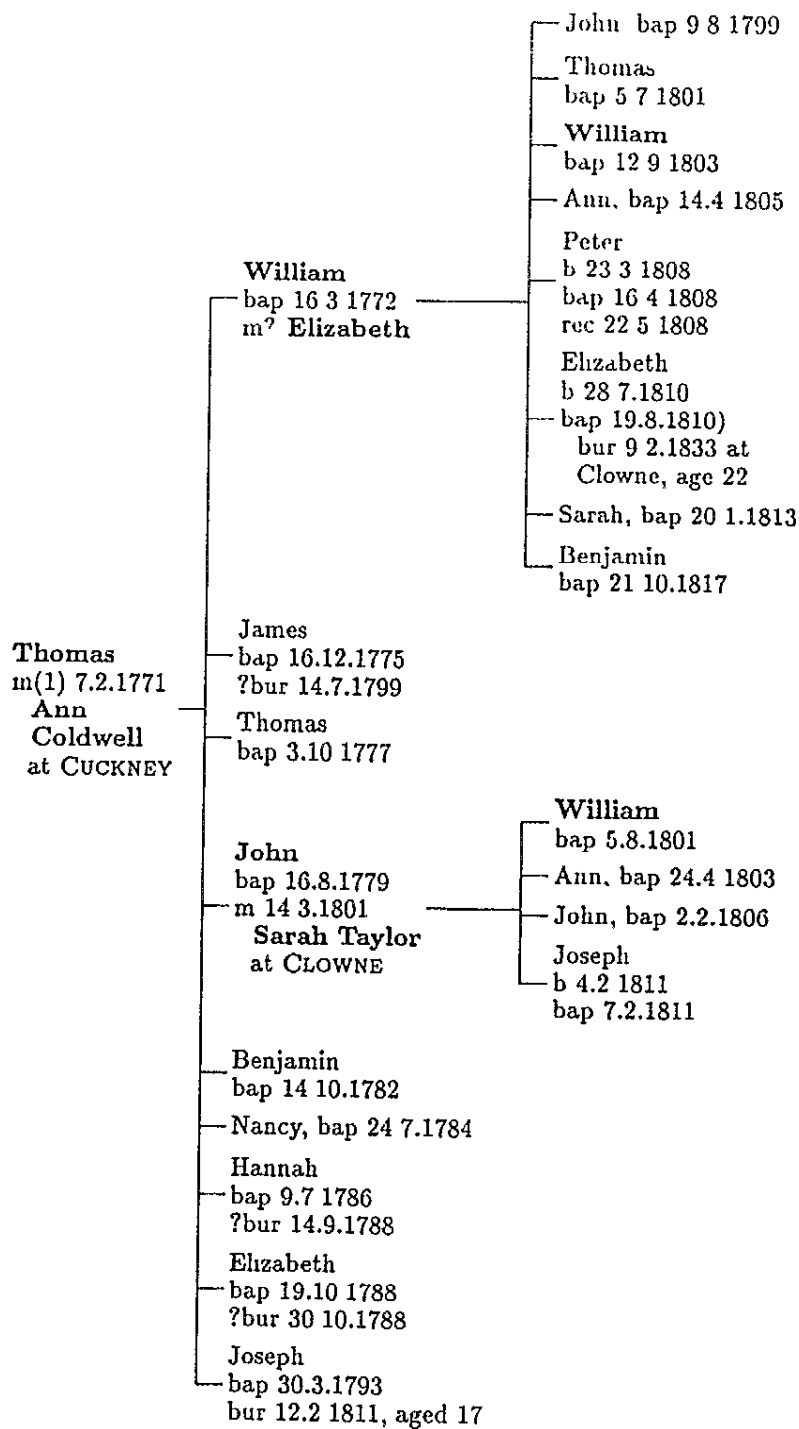 John bap 9 8 1799
Thomas
bap 5 7 1801
William
bap 12 9 1803
Ann, bap 14.4 1805
Peter
b 23 3 1808
bap 16 4 1808
rec 22 5 1808
William
bap 16 3 1772
m? Elizabeth
Elizabeth
b 28 7.1810
bap 19.8.1810)
bur 9 2.1833 at
Clowne, age 22
Sarah, bap 20 1.1813
Benjamin
bap 21 10.1817
James
bap 16.12.1775
?bur 14.7.1799
Thomas
m(1) 7.2.1771
Ann
Coldwell
at CUCKNEY
Thomas
bap 3.10 1777
John
bap 16.8.1779
m 14 3.1801
Sarah Taylor
at CLOWNE
William
bap 5.8.1801
Ann, bap 24.4 1803
John, bap 2.2.1806
Joseph
b 4.2 1811
bap 7.2.1811
Benjamin
bap 14 10.1782
Nancy, bap 24 7.1784
Hannah
bap 9.7 1786
?bur 14.9.1788
Elizabeth
bap 19.10 1788
?bur 30 10.1788
Joseph
bap 30.3.1793
bur 12.2 1811, aged 17